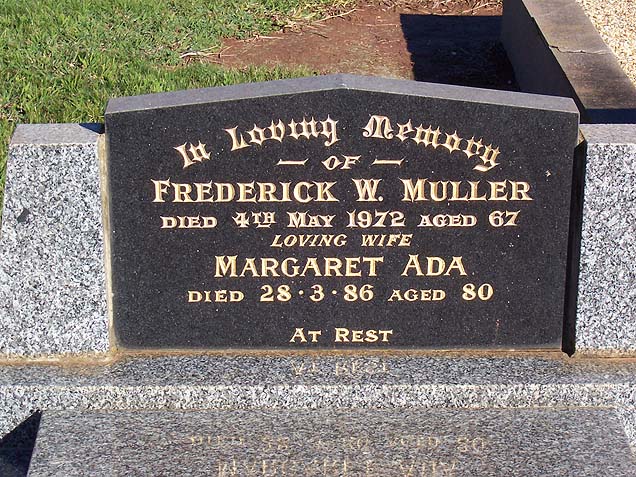 In Loving Memory
— OF —
FREDERICK W. MULLER
DIED 4TH MAY 1972 AGED 67
LOVING WIFE
MARGARET ADA
DIED 28·3·86 AGED 80
AT REST